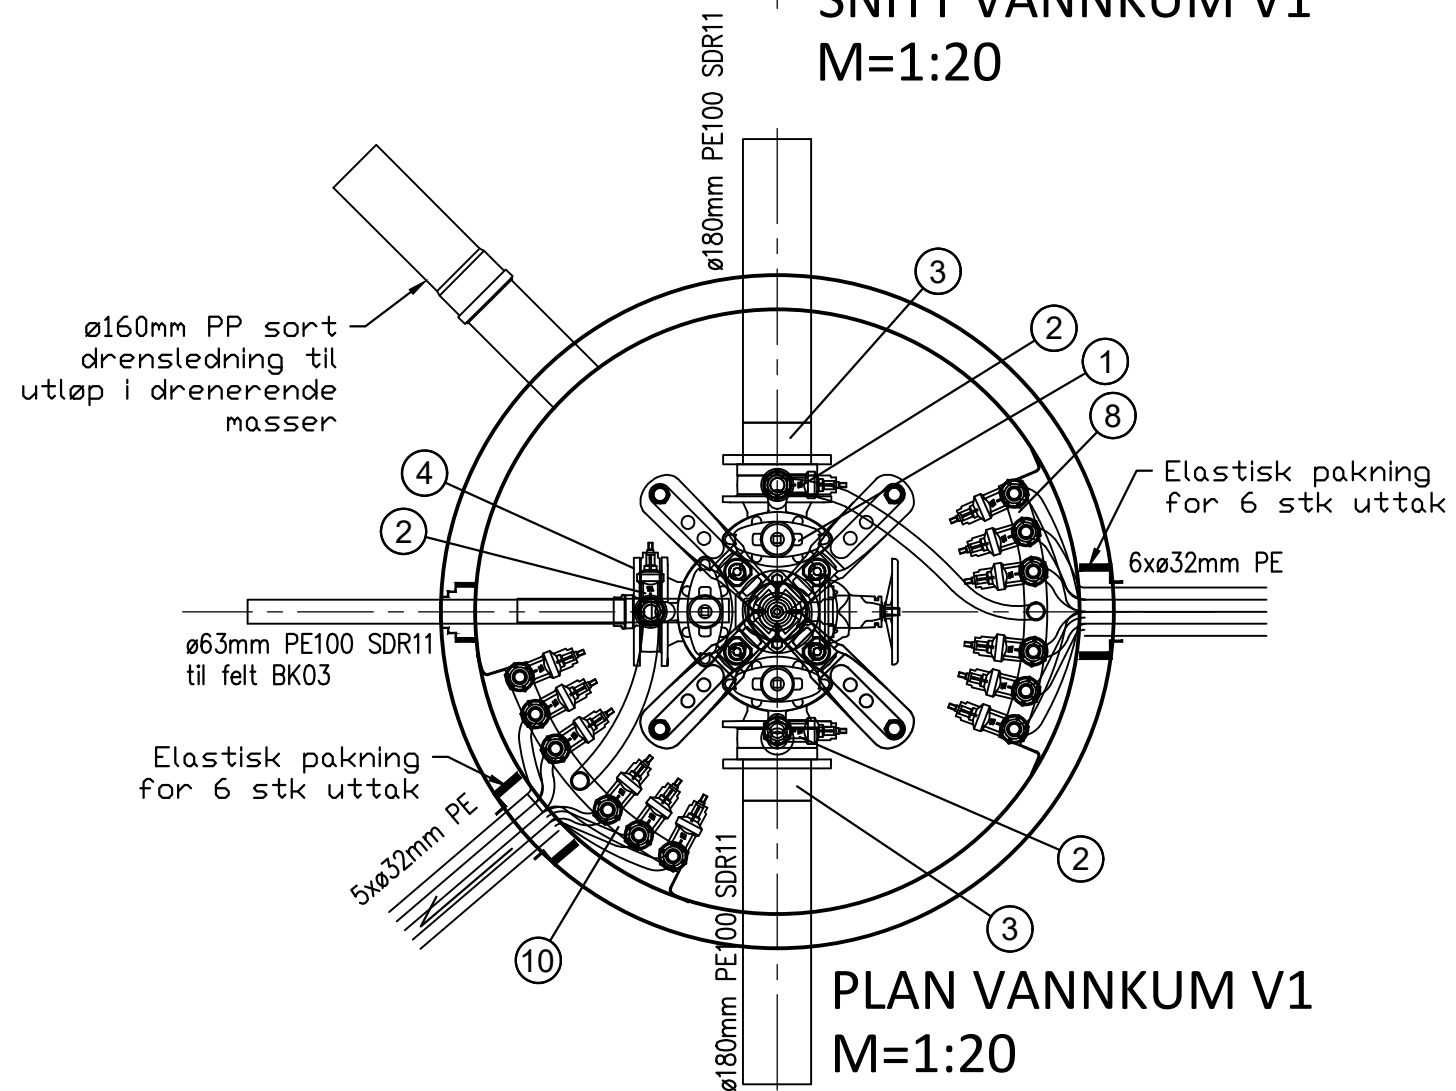 SNITT VANNKUM V1
M=1:20
ø180mm PE100 SDR11
3
2
1
8
ø160mm PP sort
drensledning til
utløp i drenerende
masser
4
2
Elastisk pakning
for 6 stk uttak
6xø32mm PE
ø63mm PE100 SDR11
til felt BK03
Elastisk pakning
for 6 stk uttak
5xø32mm PE
10
2
3
ø180mm PE100 SDR11
PLAN VANNKUM V1
M=1:20